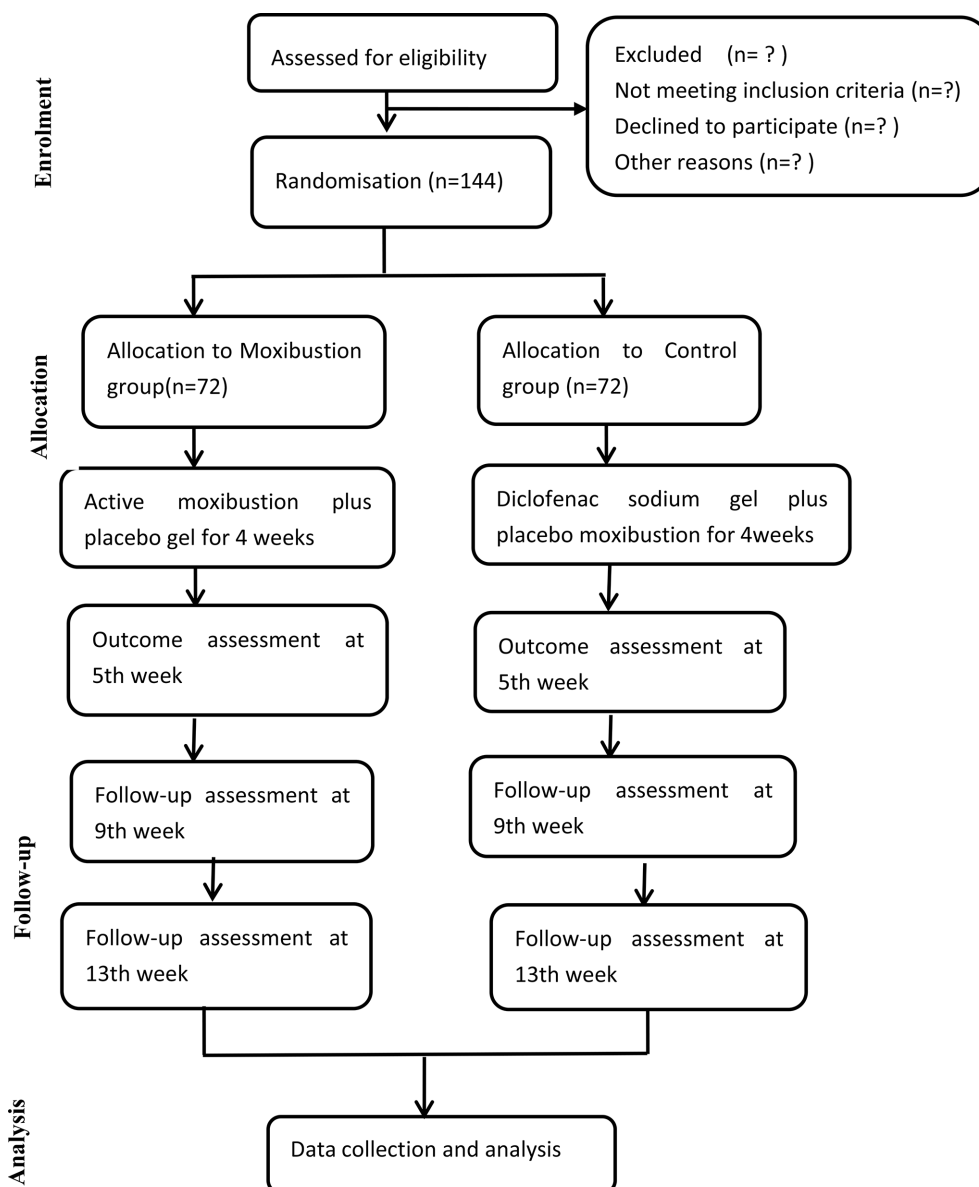 Enrolment
Assessed for eligibility
Excluded (n= ? )
Not meeting inclusion criteria (n=?)
Declined to participate (n=? )
Other reasons (n=? )
Randomisation (n=144)
Allocation
Allocation to Moxibustion
group(n=72)
Allocation to Control
group (n=72)
Active moxibustion plus
placebo gel for 4 weeks
Diclofenac sodium gel plus
placebo moxibustion for 4weeks
Outcome assessment at
5th week
Outcome assessment at
5th week
Follow-up
Follow-up assessment at
9th week
Follow-up assessment at
9th week
Follow-up assessment at
13th week
Follow-up assessment at
13th week
Analysis
Data collection and analysis